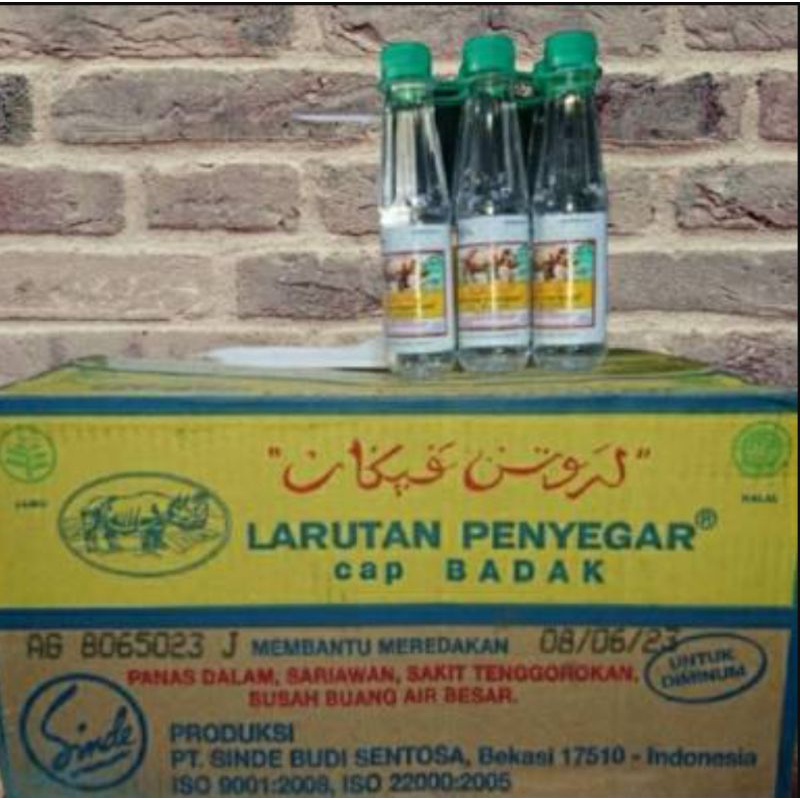 "لروتن ڤيكان"
JAMU
HALAL
LARUTAN PENYEGAR®
cap BADAK
AG 8065023 J MEMBANTU MEREDAKAN 08/06/23
PANAS DALAM, SARIAWAN, SAKIT TENGGOROKAN,
SUSAH BUANG AIR BESAR.
UNTUK
DIMINUM
Sinde
PRODUKSI
PT. SINDE BUDI SENTOSA, Bekasi 17510 - Indonesia
ISO 9001:2008, ISO 22000:2005